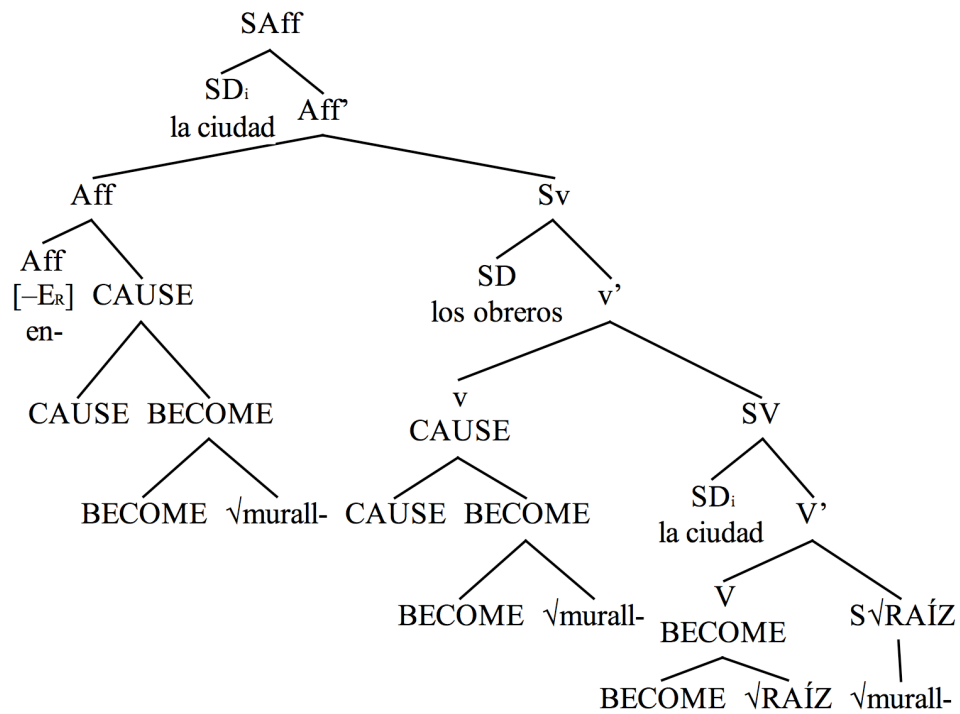 SAff
SDᵢ
la ciudad
Aff’
Aff
Sv
Aff
[–Eʀ]
en-
CAUSE
SD
los obreros
v’
CAUSE BECOME
v
CAUSE
SV
BECOME √murall-
CAUSE BECOME
SDᵢ
la ciudad
V’
BECOME √murall-
V
BECOME
S√RAÍZ
BECOME √RAÍZ √murall-